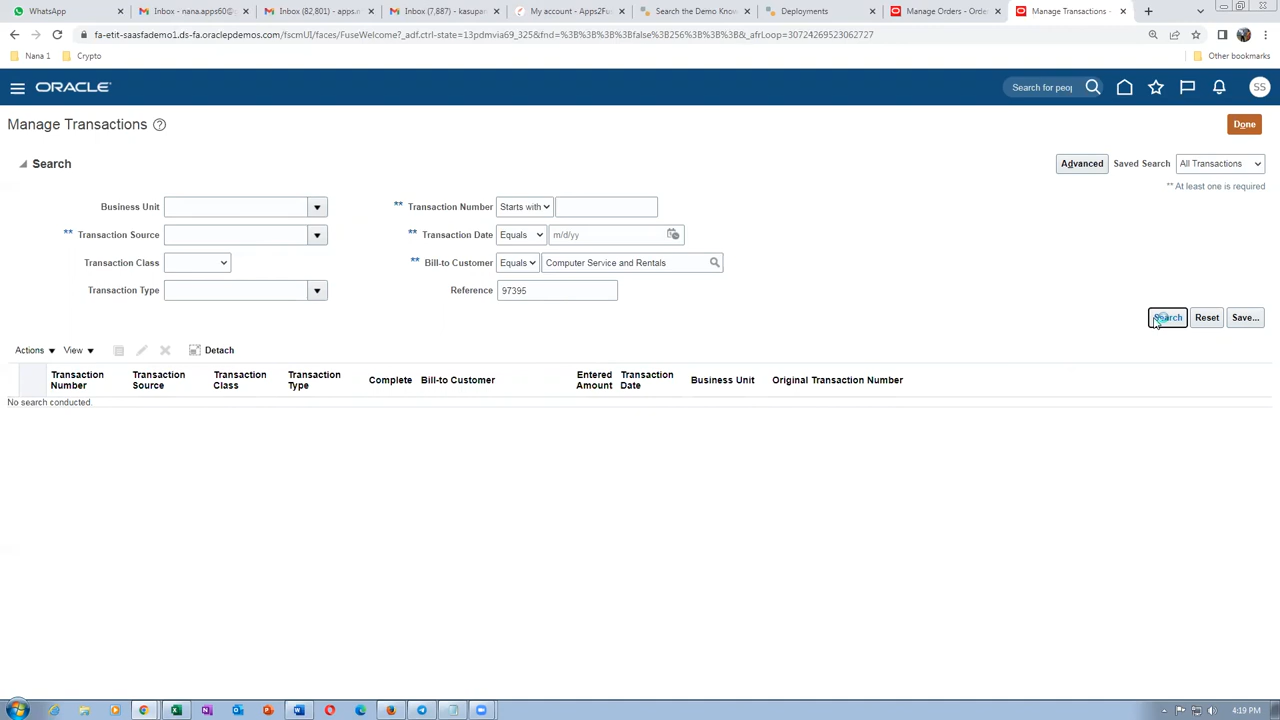 WhatsApp
Inbox - nana.apps60@
Inbox (82,801) - apps.n
Inbox (7,887) - kasupan
My account - Apps2Fu
Search the Demo Know
Deployments
Manage Orders - Orde
Manage Transactions -
fa-etit-saasfademo1.ds-fa.oraclepdemos.com/fscmUI/faces/FuseWelcome?_adf.ctrl-state=13pdmvia69_325&fnd=%3B%3B%3B%3Bfalse%3B256%3B%3B%3B&_afrLoop=30724269523062727
Nana 1
Crypto
Other bookmarks
ORACLE
Search for peop
SS
Manage Transactions
Done
Search
Advanced
Saved Search
All Transactions
** At least one is required
Business Unit
** Transaction Number
Starts with
** Transaction Source
** Transaction Date
Equals
m/d/yy
Transaction Class
** Bill-to Customer
Equals
Computer Service and Rentals
Transaction Type
Reference
97395
Search
Reset
Save...
Actions
View
Detach
Transaction Number
Transaction Source
Transaction Class
Transaction Type
Complete
Bill-to Customer
Entered Amount
Transaction Date
Business Unit
Original Transaction Number
No search conducted.
4:19 PM